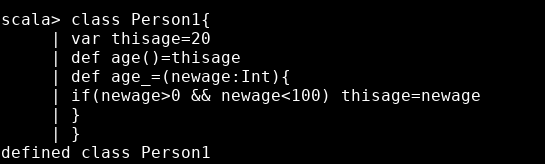 scala> class Person1{
     | var thisage=20
     | def age()=thisage
     | def age_=(newage:Int){
     | if(newage>0 && newage<100) thisage=newage
     | }
     | }
defined class Person1